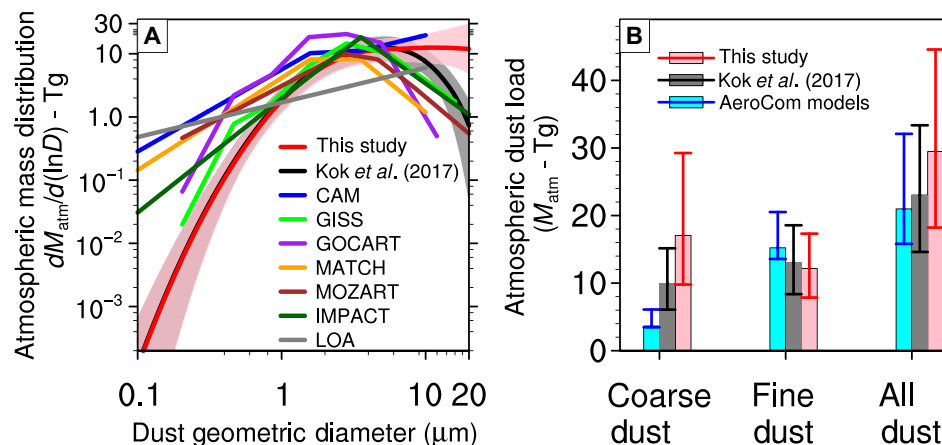 A
Atmospheric mass distribution
dM_atm/d(lnD) - Tg
30
10
1.0
10⁻¹
10⁻²
10⁻³
This study
Kok et al. (2017)
CAM
GISS
GOCART
MATCH
MOZART
IMPACT
LOA
0.1 1 10 20
Dust geometric diameter (μm)
B
Atmospheric dust load
(M_atm - Tg)
40
30
20
10
0
This study
Kok et al. (2017)
AeroCom models
Coarse dust
Fine dust
All dust